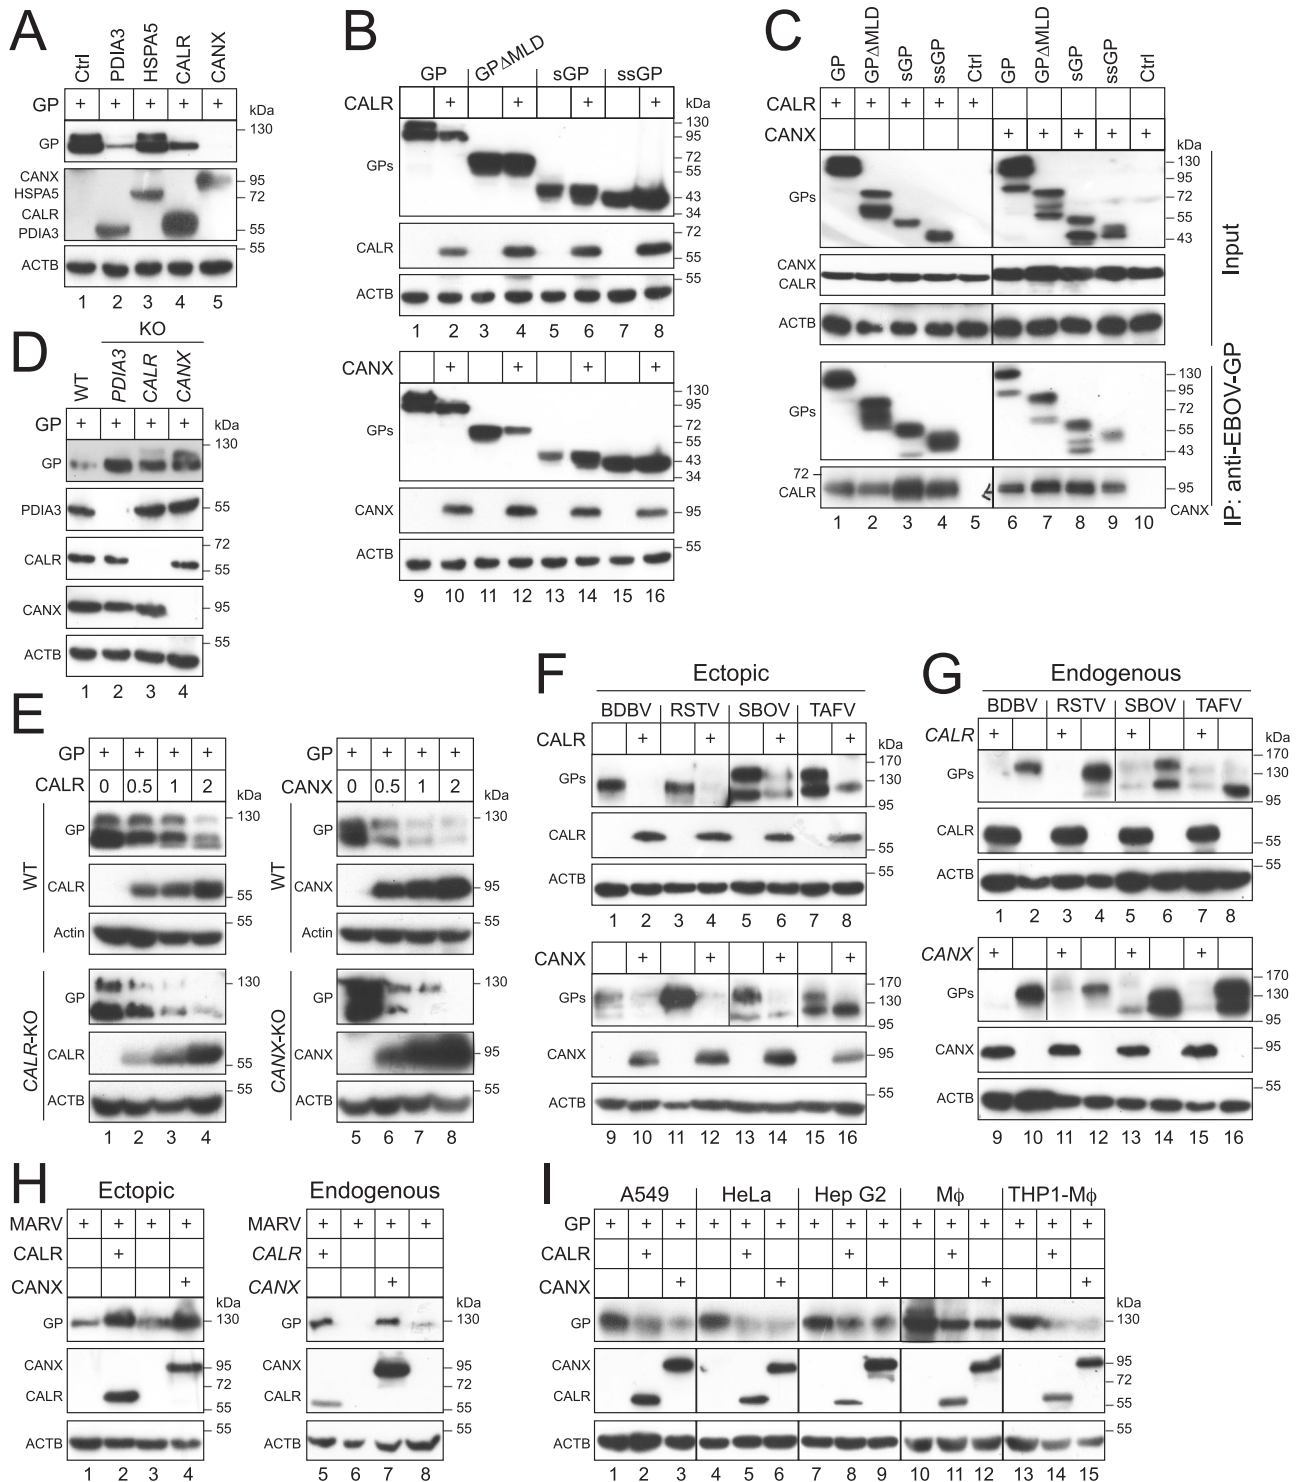 A
Ctrl PDIA3 HSPA5 CALR CANX
GP + + + + + kDa
GP 130
CANX 95
HSPA5 72
CALR
PDIA3 55
55
ACTB
1 2 3 4 5
B
GP GPΔMLD sGP ssGP
CALR + + + + kDa
130
95
GPs 72
55
43
34
72
CALR
55
55
ACTB
1 2 3 4 5 6 7 8
CANX + + + +
130
95
GPs 72
55
43
34
CANX 95
55
ACTB
9 10 11 12 13 14 15 16
C
GP GPΔMLD sGP ssGP Ctrl GP GPΔMLD sGP ssGP Ctrl
CALR + + + + +
CANX + + + + +
kDa
130
95
GPs 72
55
43
CANX
CALR
ACTB
Input
130
95
GPs 72
55
43
72
CALR 95
CANX
IP: anti-EBOV-GP
1 2 3 4 5 6 7 8 9 10
D
KO
WT PDIA3 CALR CANX
GP + + + + kDa
130
GP
PDIA3 55
72
CALR
55
CANX 95
55
ACTB
1 2 3 4
E
GP + + + +
CALR 0 0.5 1 2
kDa
GP 130
WT
CALR 55
55
Actin
GP 130
CALR-KO
CALR 55
55
ACTB
1 2 3 4
GP + + + +
CANX 0 0.5 1 2
kDa
GP 130
WT
CANX 95
55
Actin
GP 130
CANX-KO
CANX 95
55
ACTB
5 6 7 8
F
Ectopic
BDBV RSTV SBOV TAFV
CALR + + + + kDa
170
GPs 130
95
CALR
55
55
ACTB
1 2 3 4 5 6 7 8
CANX + + + +
170
GPs 130
95
CANX 95
55
ACTB
9 10 11 12 13 14 15 16
G
Endogenous
BDBV RSTV SBOV TAFV
CALR + + + + kDa
170
GPs 130
95
CALR
55
55
ACTB
1 2 3 4 5 6 7 8
CANX + + + +
170
GPs 130
95
CANX 95
55
ACTB
9 10 11 12 13 14 15 16
H
Ectopic
MARV + + + +
CALR +
CANX +
kDa
GP 130
CANX 95
72
CALR
55
55
ACTB
1 2 3 4
Endogenous
MARV + + + +
CALR +
CANX +
kDa
GP 130
CANX 95
72
CALR 55
55
ACTB
5 6 7 8
I
A549 HeLa Hep G2 Mϕ THP1-Mϕ
GP + + + + + + + + + + + + + + +
CALR + + + + +
CANX + + + + +
kDa
GP 130
CANX 95
72
CALR 55
55
ACTB
1 2 3 4 5 6 7 8 9 10 11 12 13 14 15